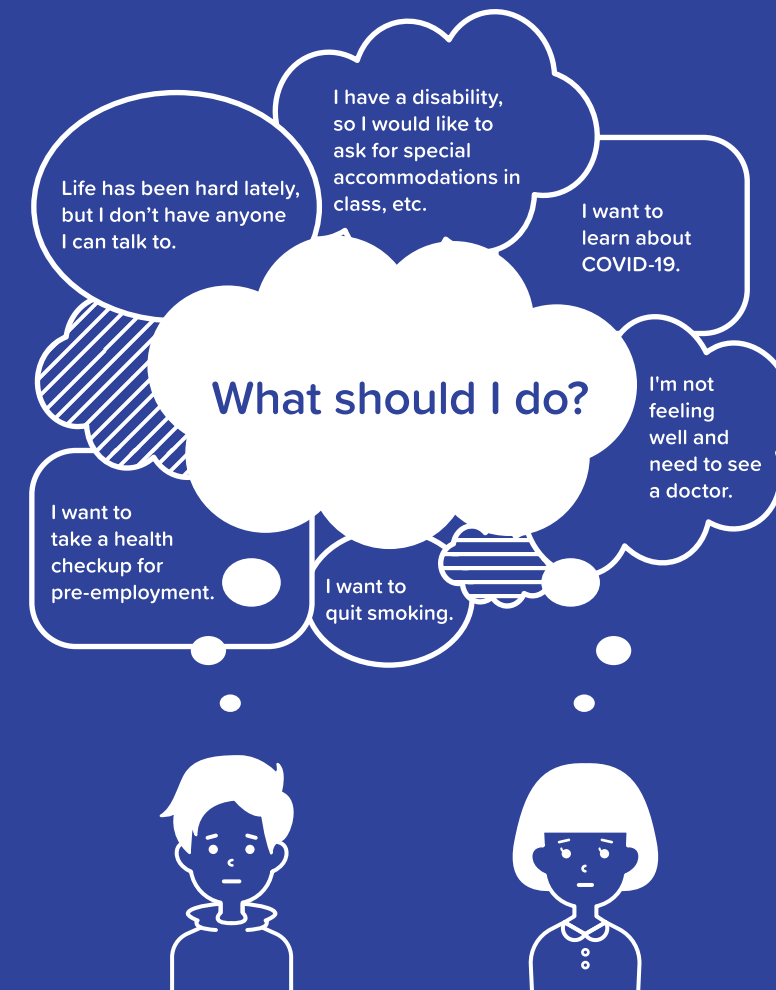 I have a disability,
so I would like to
ask for special
accommodations in
class, etc.
Life has been hard lately,
but I don’t have anyone
I can talk to.
I want to
learn about
COVID-19.
What should I do?
I'm not
feeling
well and
need to see
a doctor.
I want to
take a health
checkup for
pre-employment.
I want to
quit smoking.